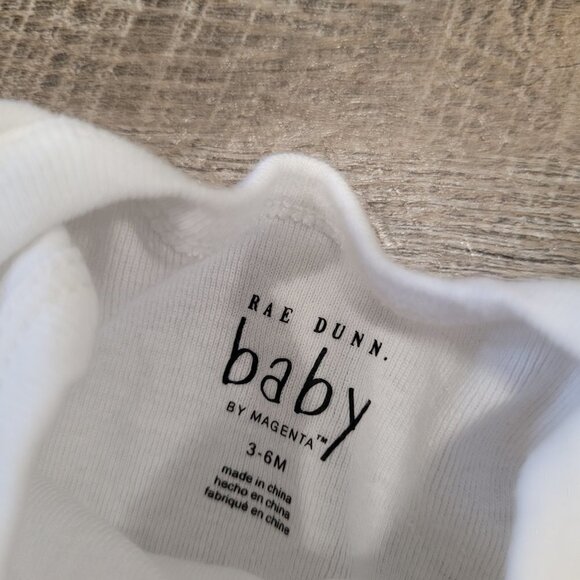 RAE DUNN.
baby
BY MAGENTA™
3-6M
made in china
hecho en china
fabriqué en chine